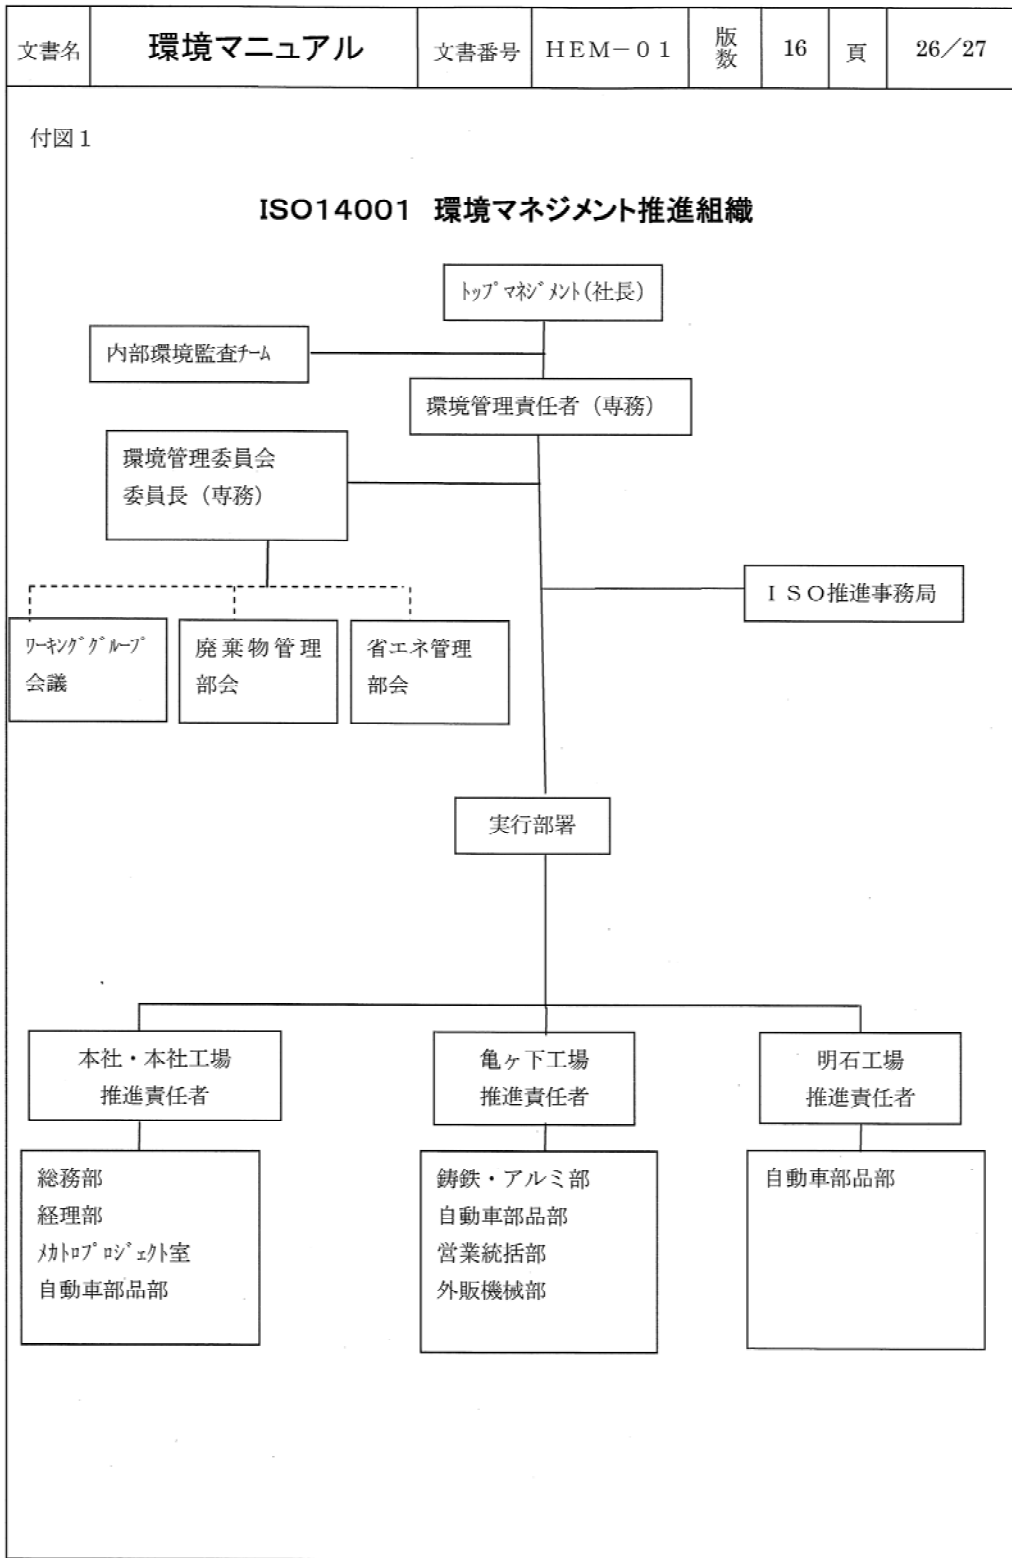 文書名 環境マニュアル 文書番号 HEM-01 版数 16 頁 26/27
付図1
ISO14001 環境マネジメント推進組織
トップマネジメント(社長)
内部環境監査チーム
環境管理責任者(専務)
環境管理委員会
委員長(専務)
ISO推進事務局
ワーキンググループ
会議
廃棄物管理
部会
省エネ管理
部会
実行部署
本社・本社工場
推進責任者
亀ヶ下工場
推進責任者
明石工場
推進責任者
総務部
経理部
メカトロプロジェクト室
自動車部品部
鋳鉄・アルミ部
自動車部品部
営業統括部
外販機械部
自動車部品部